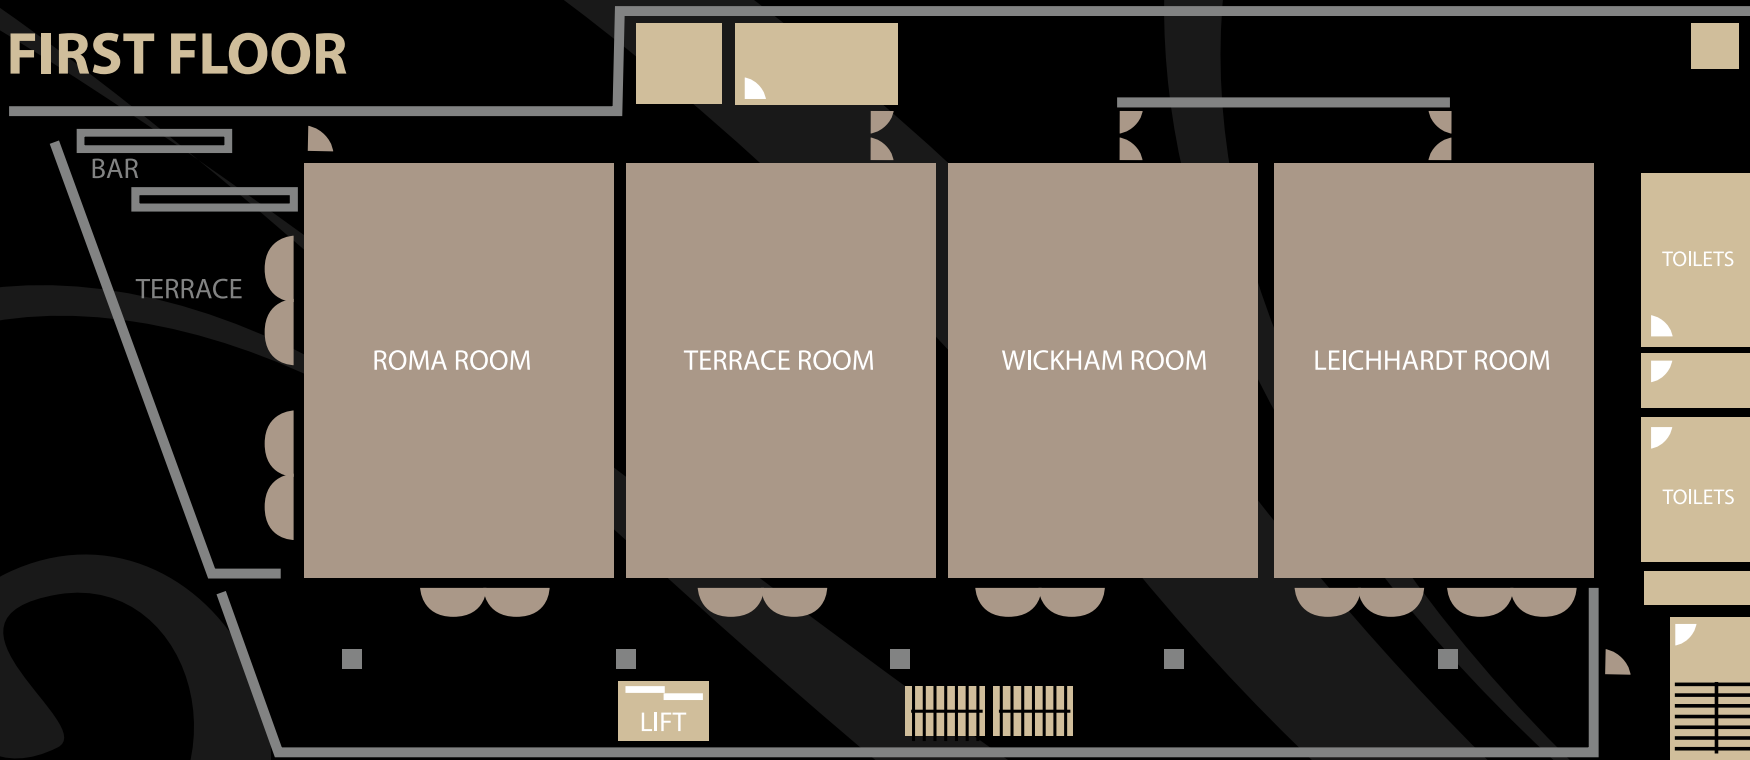 FIRST FLOOR
BAR
TERRACE
TOILETS
ROMA ROOM
TERRACE ROOM
WICKHAM ROOM
LEICHHARDT ROOM
TOILETS
LIFT